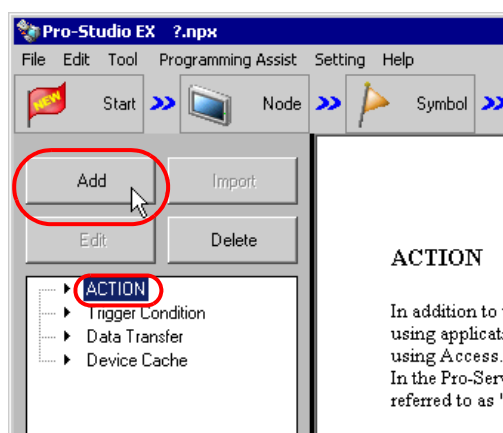 Pro-Studio EX ?.npx
File Edit Tool Programming Assist Setting Help
NEW Start Node Symbol
Add Import
Edit Delete
ACTION
Trigger Condition
Data Transfer
Device Cache
ACTION
In addition to
using applicat
using Access.
In the Pro-Ser
referred to as "